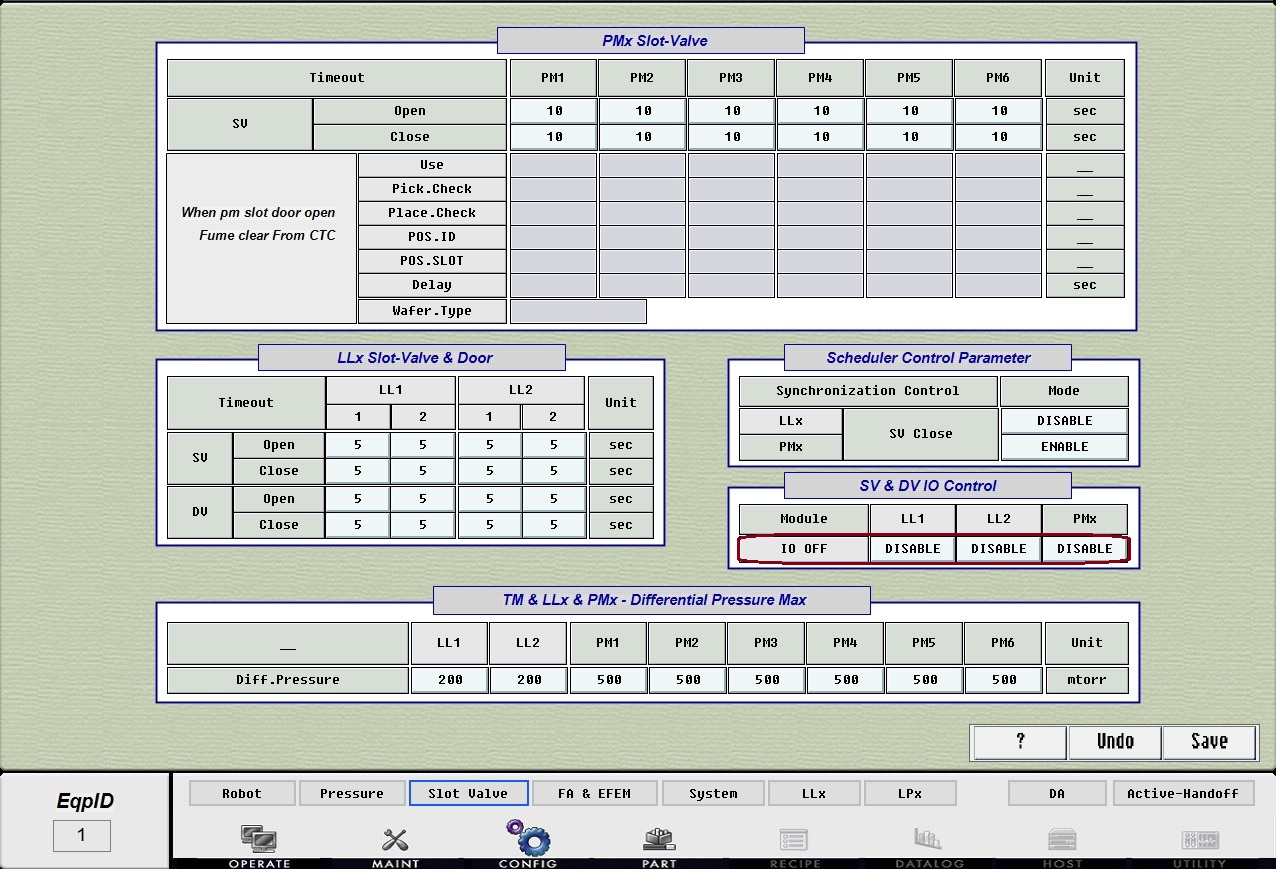 PMx Slot-Valve
Timeout PM1 PM2 PM3 PM4 PM5 PM6 Unit
SV Open 10 10 10 10 10 10 sec
Close 10 10 10 10 10 10 sec
When pm slot door open
Fume clear From CTC
Use __
Pick.Check __
Place.Check __
POS.ID __
POS.SLOT __
Delay sec
Wafer.Type
LLx Slot-Valve & Door
Timeout LL1 LL2 Unit
1 2 1 2
SV Open 5 5 5 5 sec
Close 5 5 5 5 sec
DV Open 5 5 5 5 sec
Close 5 5 5 5 sec
Scheduler Control Parameter
Synchronization Control Mode
LLx SV Close DISABLE
PMx ENABLE
SV & DV IO Control
Module LL1 LL2 PMx
IO OFF DISABLE DISABLE DISABLE
TM & LLx & PMx - Differential Pressure Max
__ LL1 LL2 PM1 PM2 PM3 PM4 PM5 PM6 Unit
Diff.Pressure 200 200 500 500 500 500 500 500 mtorr
? Undo Save
EqpID
1
Robot Pressure Slot Valve FA & EFEM System LLx LPx DA Active-Handoff
OPERATE MAINT CONFIG PART RECIPE DATALOG HOST UTILITY